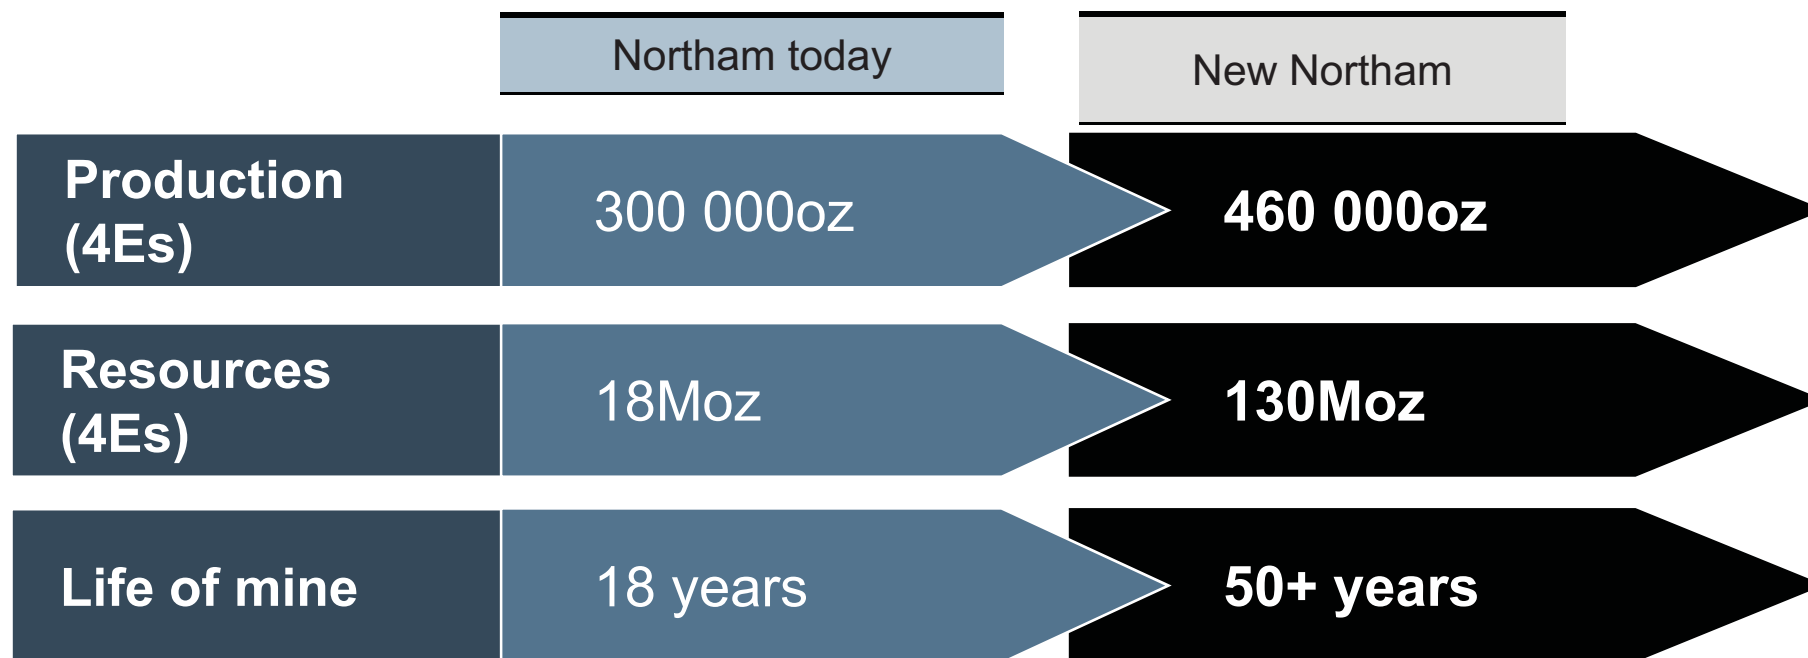 Northam today
New Northam
Production
(4Es)
300 000oz
460 000oz
Resources
(4Es)
18Moz
130Moz
Life of mine
18 years
50+ years